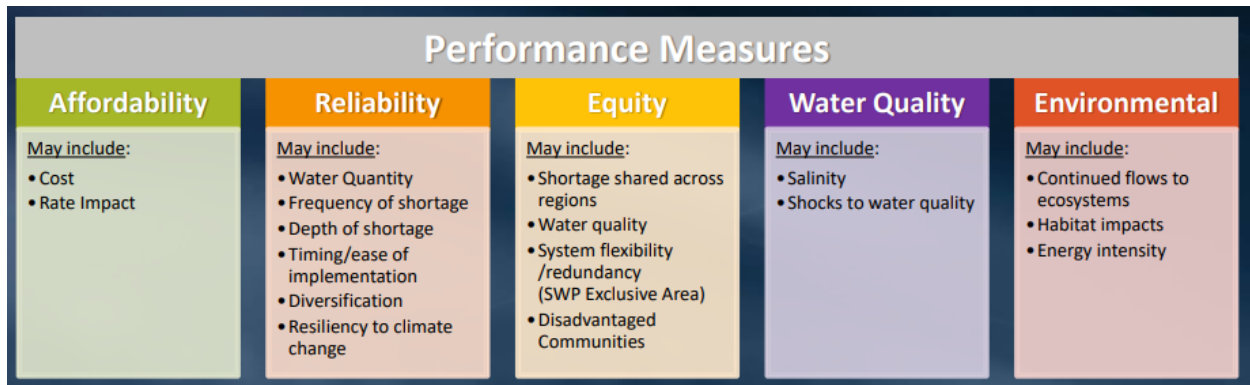 Performance Measures
Affordability
May include:
• Cost
• Rate Impact
Reliability
May include:
• Water Quantity
• Frequency of shortage
• Depth of shortage
• Timing/ease of
implementation
• Diversification
• Resiliency to climate
change
Equity
May include:
• Shortage shared across
regions
• Water quality
• System flexibility
/redundancy
(SWP Exclusive Area)
• Disadvantaged
Communities
Water Quality
May include:
• Salinity
• Shocks to water quality
Environmental
May include:
• Continued flows to
ecosystems
• Habitat impacts
• Energy intensity